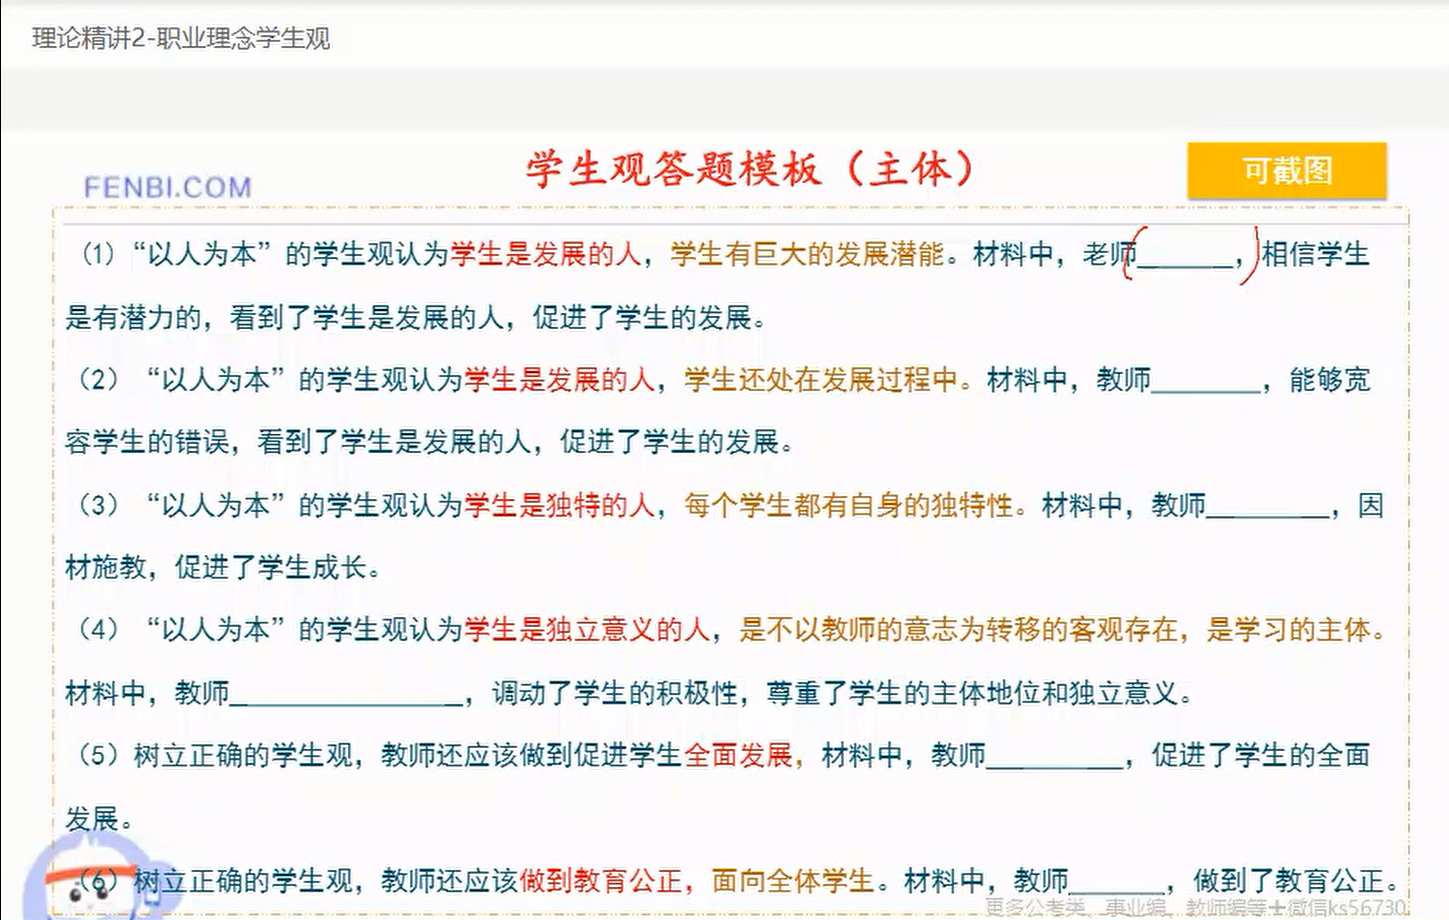 理论精讲2-职业理念学生观
FENBI.COM
学生观答题模板（主体）
可截图
（1）“以人为本”的学生观认为学生是发展的人，学生有巨大的发展潜能。材料中，老师_______，相信学生
是有潜力的，看到了学生是发展的人，促进了学生的发展。
（2）“以人为本”的学生观认为学生是发展的人，学生还处在发展过程中。材料中，教师________，能够宽
容学生的错误，看到了学生是发展的人，促进了学生的发展。
（3）“以人为本”的学生观认为学生是独特的人，每个学生都有自身的独特性。材料中，教师_________，因
材施教，促进了学生成长。
（4）“以人为本”的学生观认为学生是独立意义的人，是不以教师的意志为转移的客观存在，是学习的主体。
材料中，教师_________________，调动了学生的积极性，尊重了学生的主体地位和独立意义。
（5）树立正确的学生观，教师还应该做到促进学生全面发展，材料中，教师__________，促进了学生的全面
发展。
（6）树立正确的学生观，教师还应该做到教育公正，面向全体学生。材料中，教师_______，做到了教育公正。
更多公考类、事业编、教师编等+微信ks56730